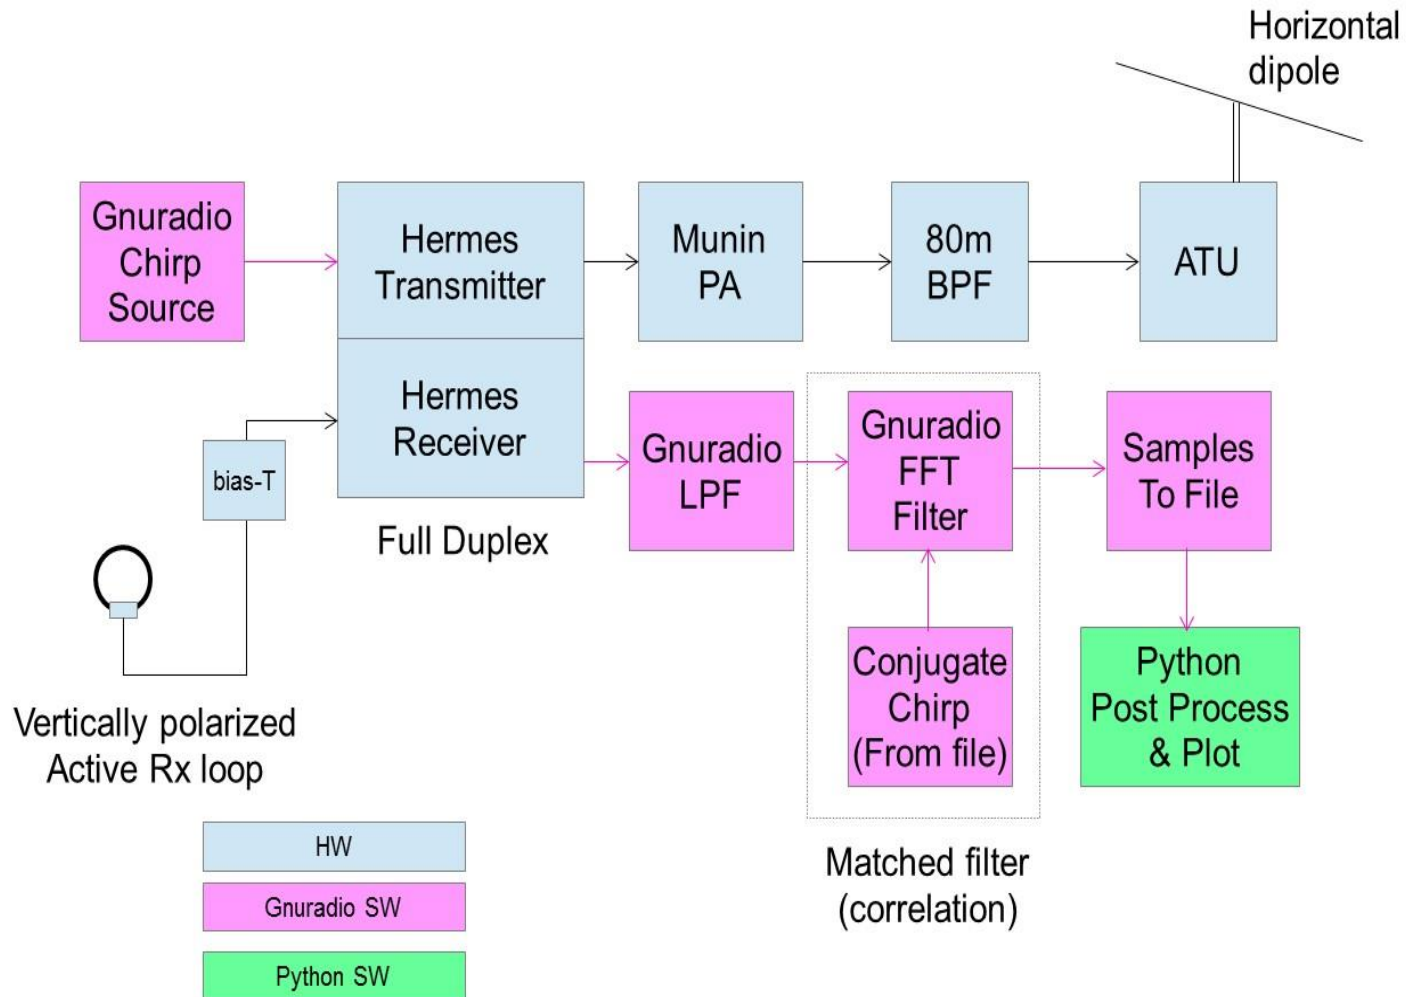 Horizontal
dipole
Gnuradio
Chirp
Source
Hermes
Transmitter
Munin
PA
80m
BPF
ATU
Hermes
Receiver
Full Duplex
bias-T
Vertically polarized
Active Rx loop
Gnuradio
LPF
Gnuradio
FFT
Filter
Samples
To File
Conjugate
Chirp
(From file)
Python
Post Process
& Plot
Matched filter
(correlation)
HW
Gnuradio SW
Python SW